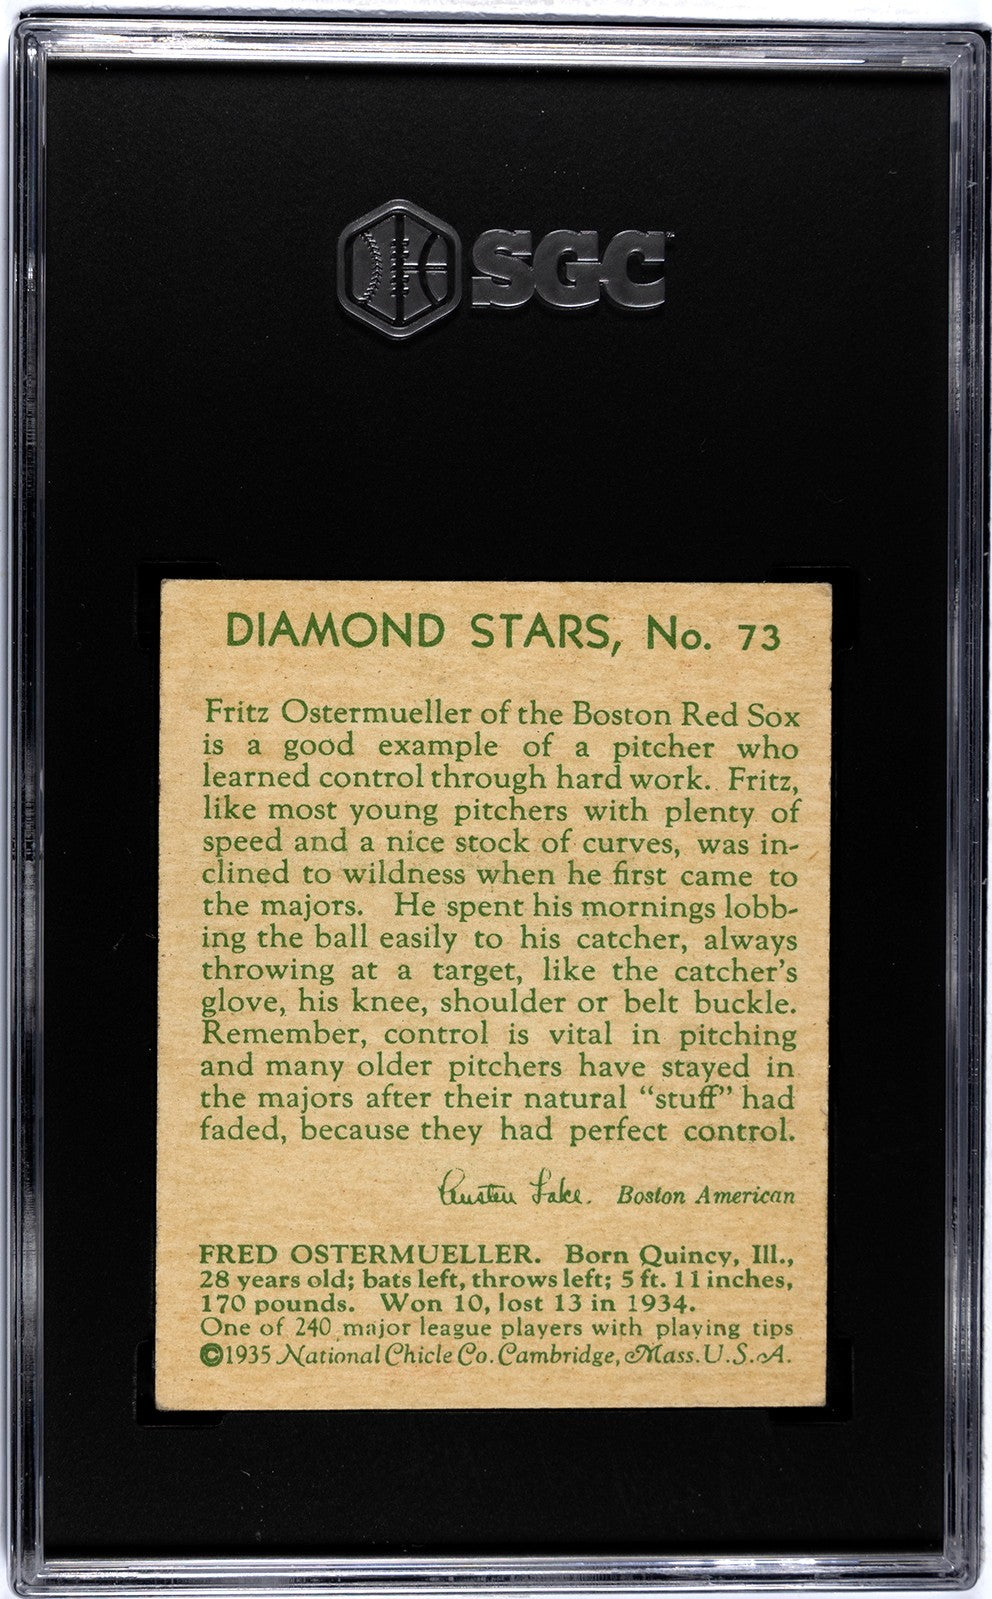 SGC
DIAMOND STARS, No. 73
Fritz Ostermueller of the Boston Red Sox
is a good example of a pitcher who
learned control through hard work. Fritz,
like most young pitchers with plenty of
speed and a nice stock of curves, was in-
clined to wildness when he first came to
the majors. He spent his mornings lobb-
ing the ball easily to his catcher, always
throwing at a target, like the catcher's
glove, his knee, shoulder or belt buckle.
Remember, control is vital in pitching
and many older pitchers have stayed in
the majors after their natural "stuff" had
faded, because they had perfect control.
Austen Lake. Boston American
FRED OSTERMUELLER. Born Quincy, Ill.,
28 years old; bats left, throws left; 5 ft. 11 inches,
170 pounds. Won 10, lost 13 in 1934.
One of 240 major league players with playing tips
©1935 National Chicle Co. Cambridge, Mass. U.S.A.